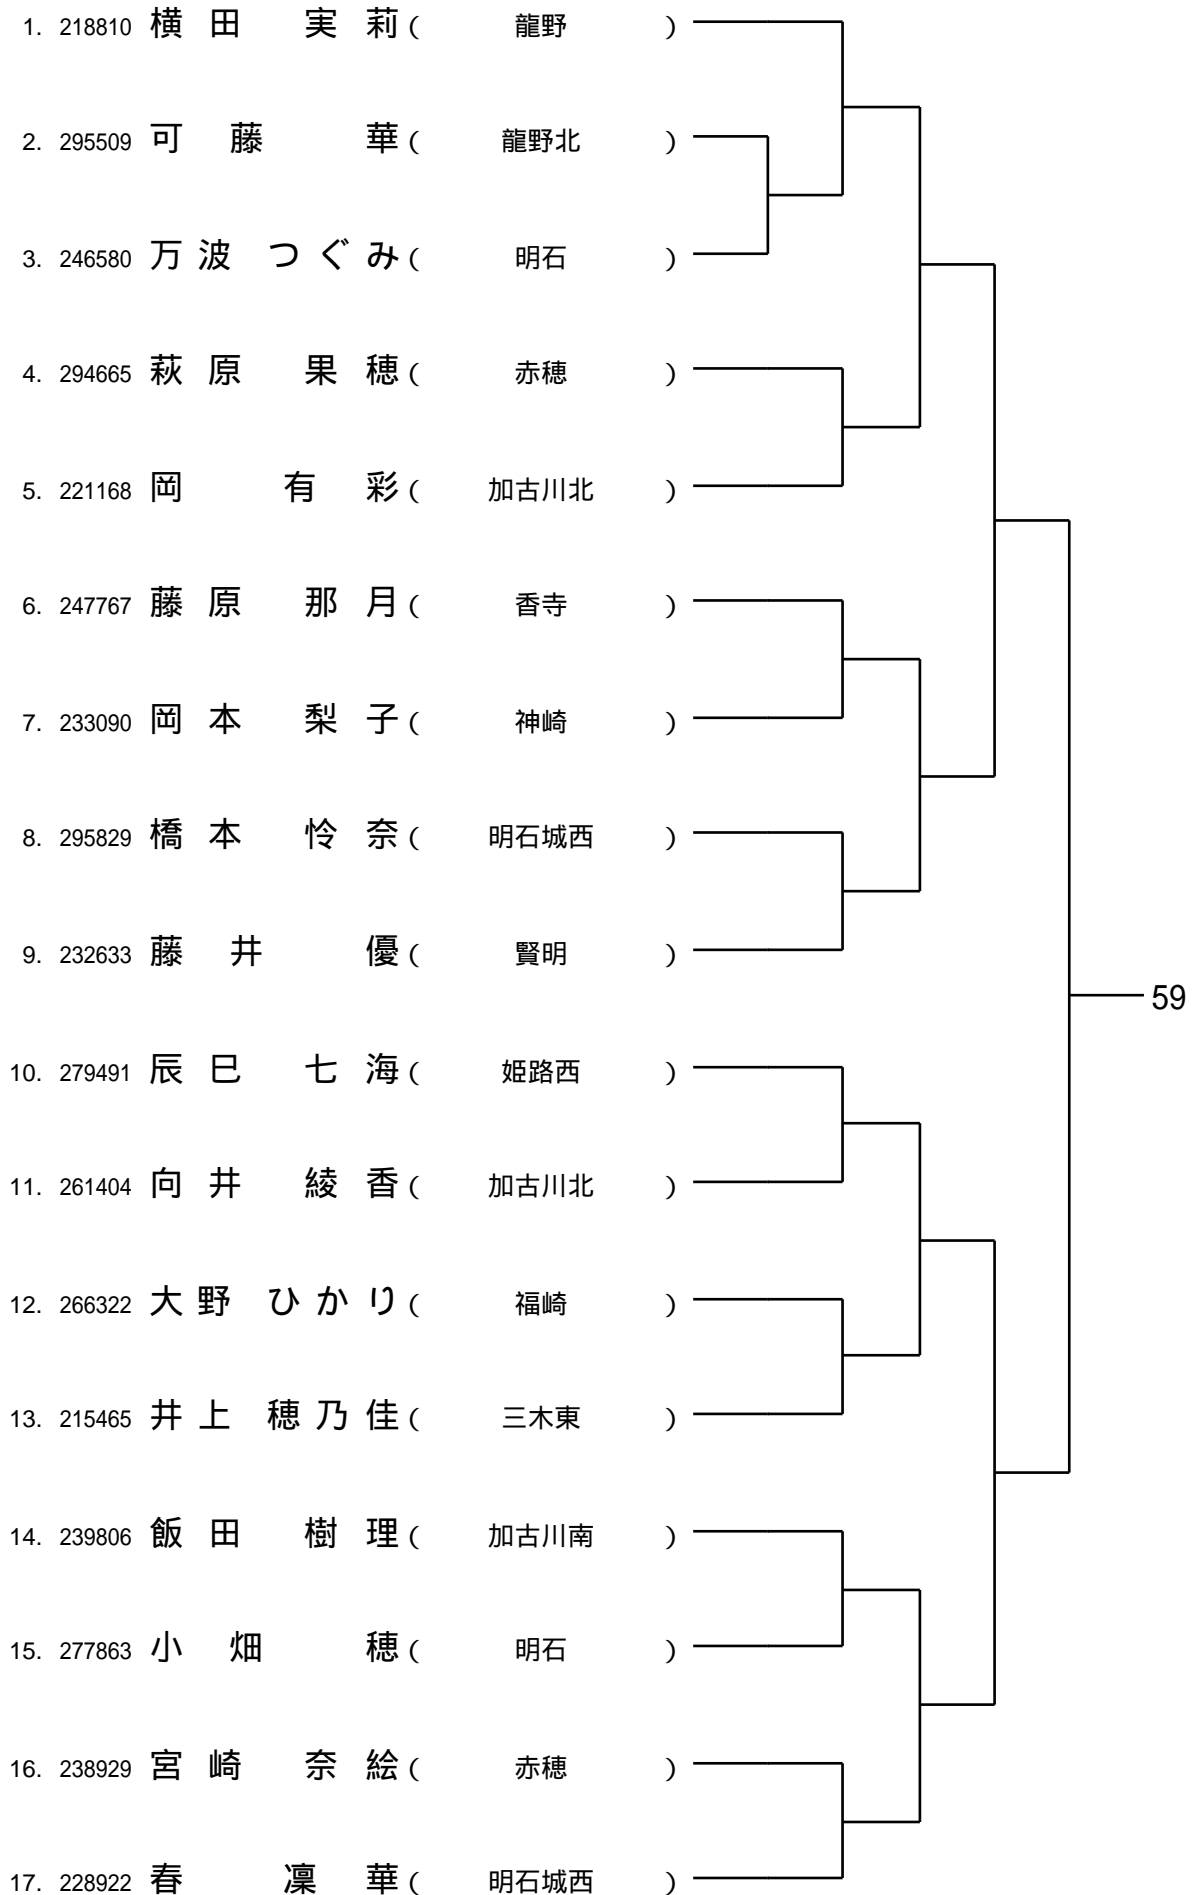 1. 218810 横田 実莉 ( 龍野 )
2. 295509 可藤 華 ( 龍野北 )
3. 246580 万波 つぐみ ( 明石 )
4. 294665 萩原 果穂 ( 赤穂 )
5. 221168 岡 有彩 ( 加古川北 )
6. 247767 藤原 那月 ( 香寺 )
7. 233090 岡本 梨子 ( 神崎 )
8. 295829 橋本 怜奈 ( 明石城西 )
9. 232633 藤井 優 ( 賢明 )
59
10. 279491 辰巳 七海 ( 姫路西 )
11. 261404 向井 綾香 ( 加古川北 )
12. 266322 大野 ひかり ( 福崎 )
13. 215465 井上 穂乃佳 ( 三木東 )
14. 239806 飯田 樹理 ( 加古川南 )
15. 277863 小畑 穂 ( 明石 )
16. 238929 宮崎 奈絵 ( 赤穂 )
17. 228922 春 凜華 ( 明石城西 )